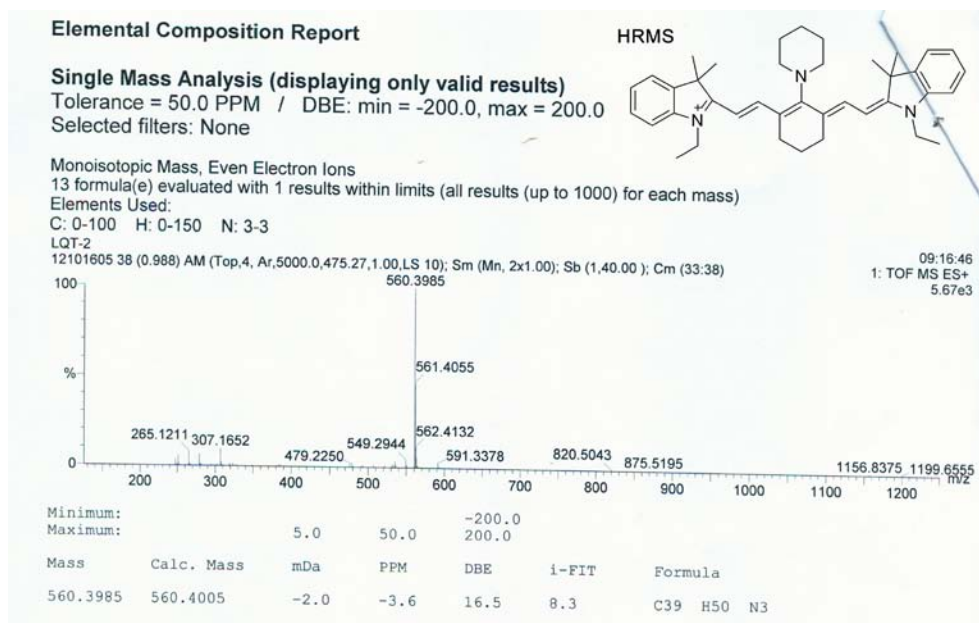 Elemental Composition Report
HRMS
Single Mass Analysis (displaying only valid results)
Tolerance = 50.0 PPM / DBE: min = -200.0, max = 200.0
Selected filters: None
N
N+
N
Monoisotopic Mass, Even Electron Ions
13 formula(e) evaluated with 1 results within limits (all results (up to 1000) for each mass)
Elements Used:
C: 0-100 H: 0-150 N: 3-3
LQT-2
12101605 38 (0.988) AM (Top,4, Ar,5000.0,475.27,1.00,LS 10); Sm (Mn, 2x1.00); Sb (1,40.00 ); Cm (33:38)
09:16:46
1: TOF MS ES+
5.67e3
100
560.3985
%
561.4055
265.1211 307.1652
479.2250
549.2944
562.4132
591.3378
820.5043
875.5195
1156.8375 1199.6555
0
m/z
200 300 400 500 600 700 800 900 1000 1100 1200
Minimum: -200.0
Maximum: 5.0 50.0 200.0
Mass Calc. Mass mDa PPM DBE i-FIT Formula
560.3985 560.4005 -2.0 -3.6 16.5 8.3 C39 H50 N3